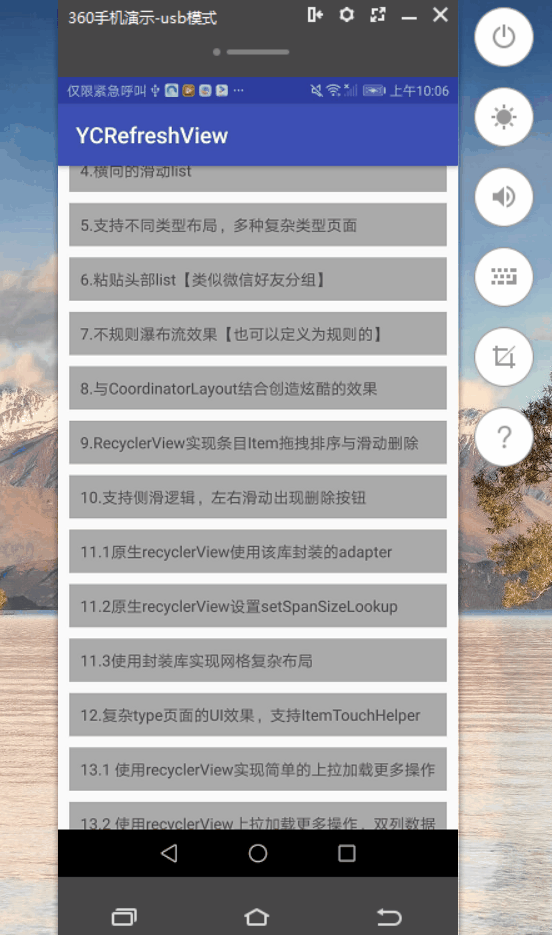 360手机演示-usb模式
仅限紧急呼叫 ··· 上午10:06
YCRefreshView
4.横向的滑动list
5.支持不同类型布局，多种复杂类型页面
6.粘贴头部list【类似微信好友分组】
7.不规则瀑布流效果【也可以定义为规则的】
8.与CoordinatorLayout结合创造炫酷的效果
9.RecyclerView实现条目Item拖拽排序与滑动删除
10.支持侧滑逻辑，左右滑动出现删除按钮
11.1原生recyclerView使用该库封装的adapter
11.2原生recyclerView设置setSpanSizeLookup
11.3使用封装库实现网格复杂布局
12.复杂type页面的UI效果，支持ItemTouchHelper
13.1 使用recyclerView实现简单的上拉加载更多操作
13.2 使用recyclerView上拉加载更多操作，双列数据
?